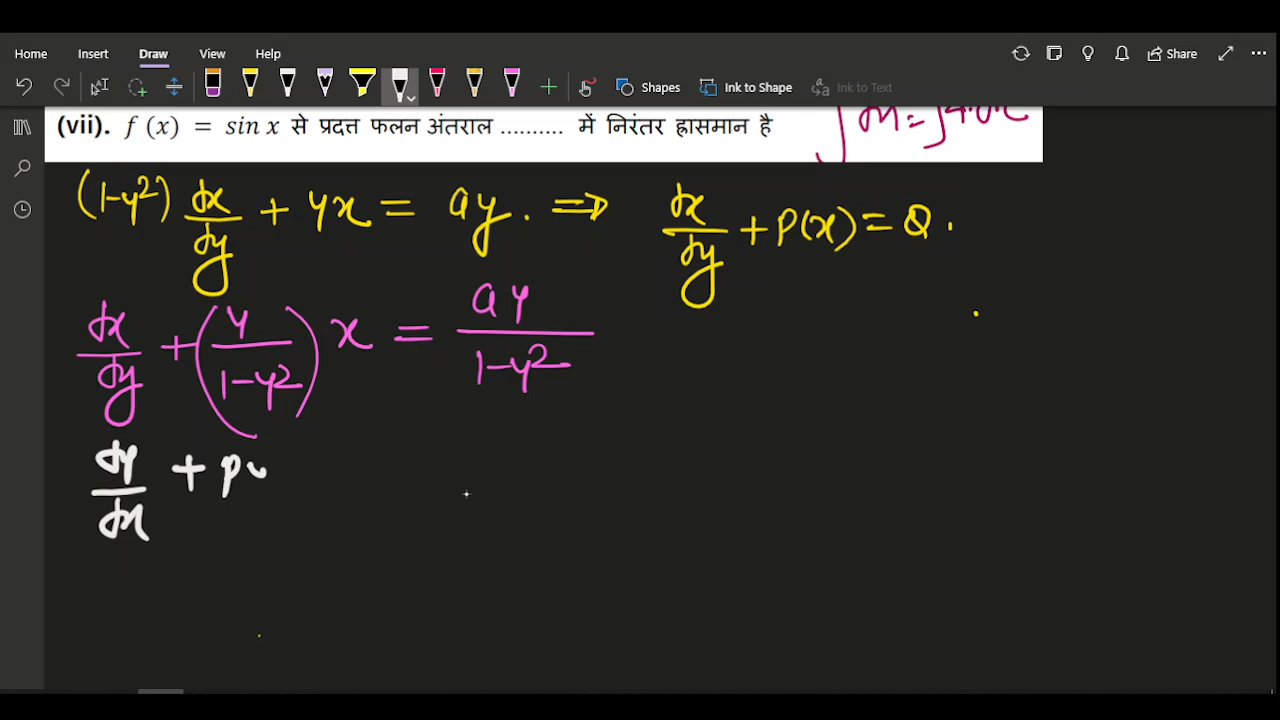 Home Insert Draw View Help Share
Shapes Ink to Shape Ink to Text
(vii). f (x) = sin x से प्रदत्त फलन अंतराल .......... में निरंतर ह्रासमान है
(1-y²) dx/dy + yx = ay. ⇒ dx/dy + P(x) = Q.
dx/dy + (y/(1-y²)) x = ay/(1-y²)
dy/dx + p